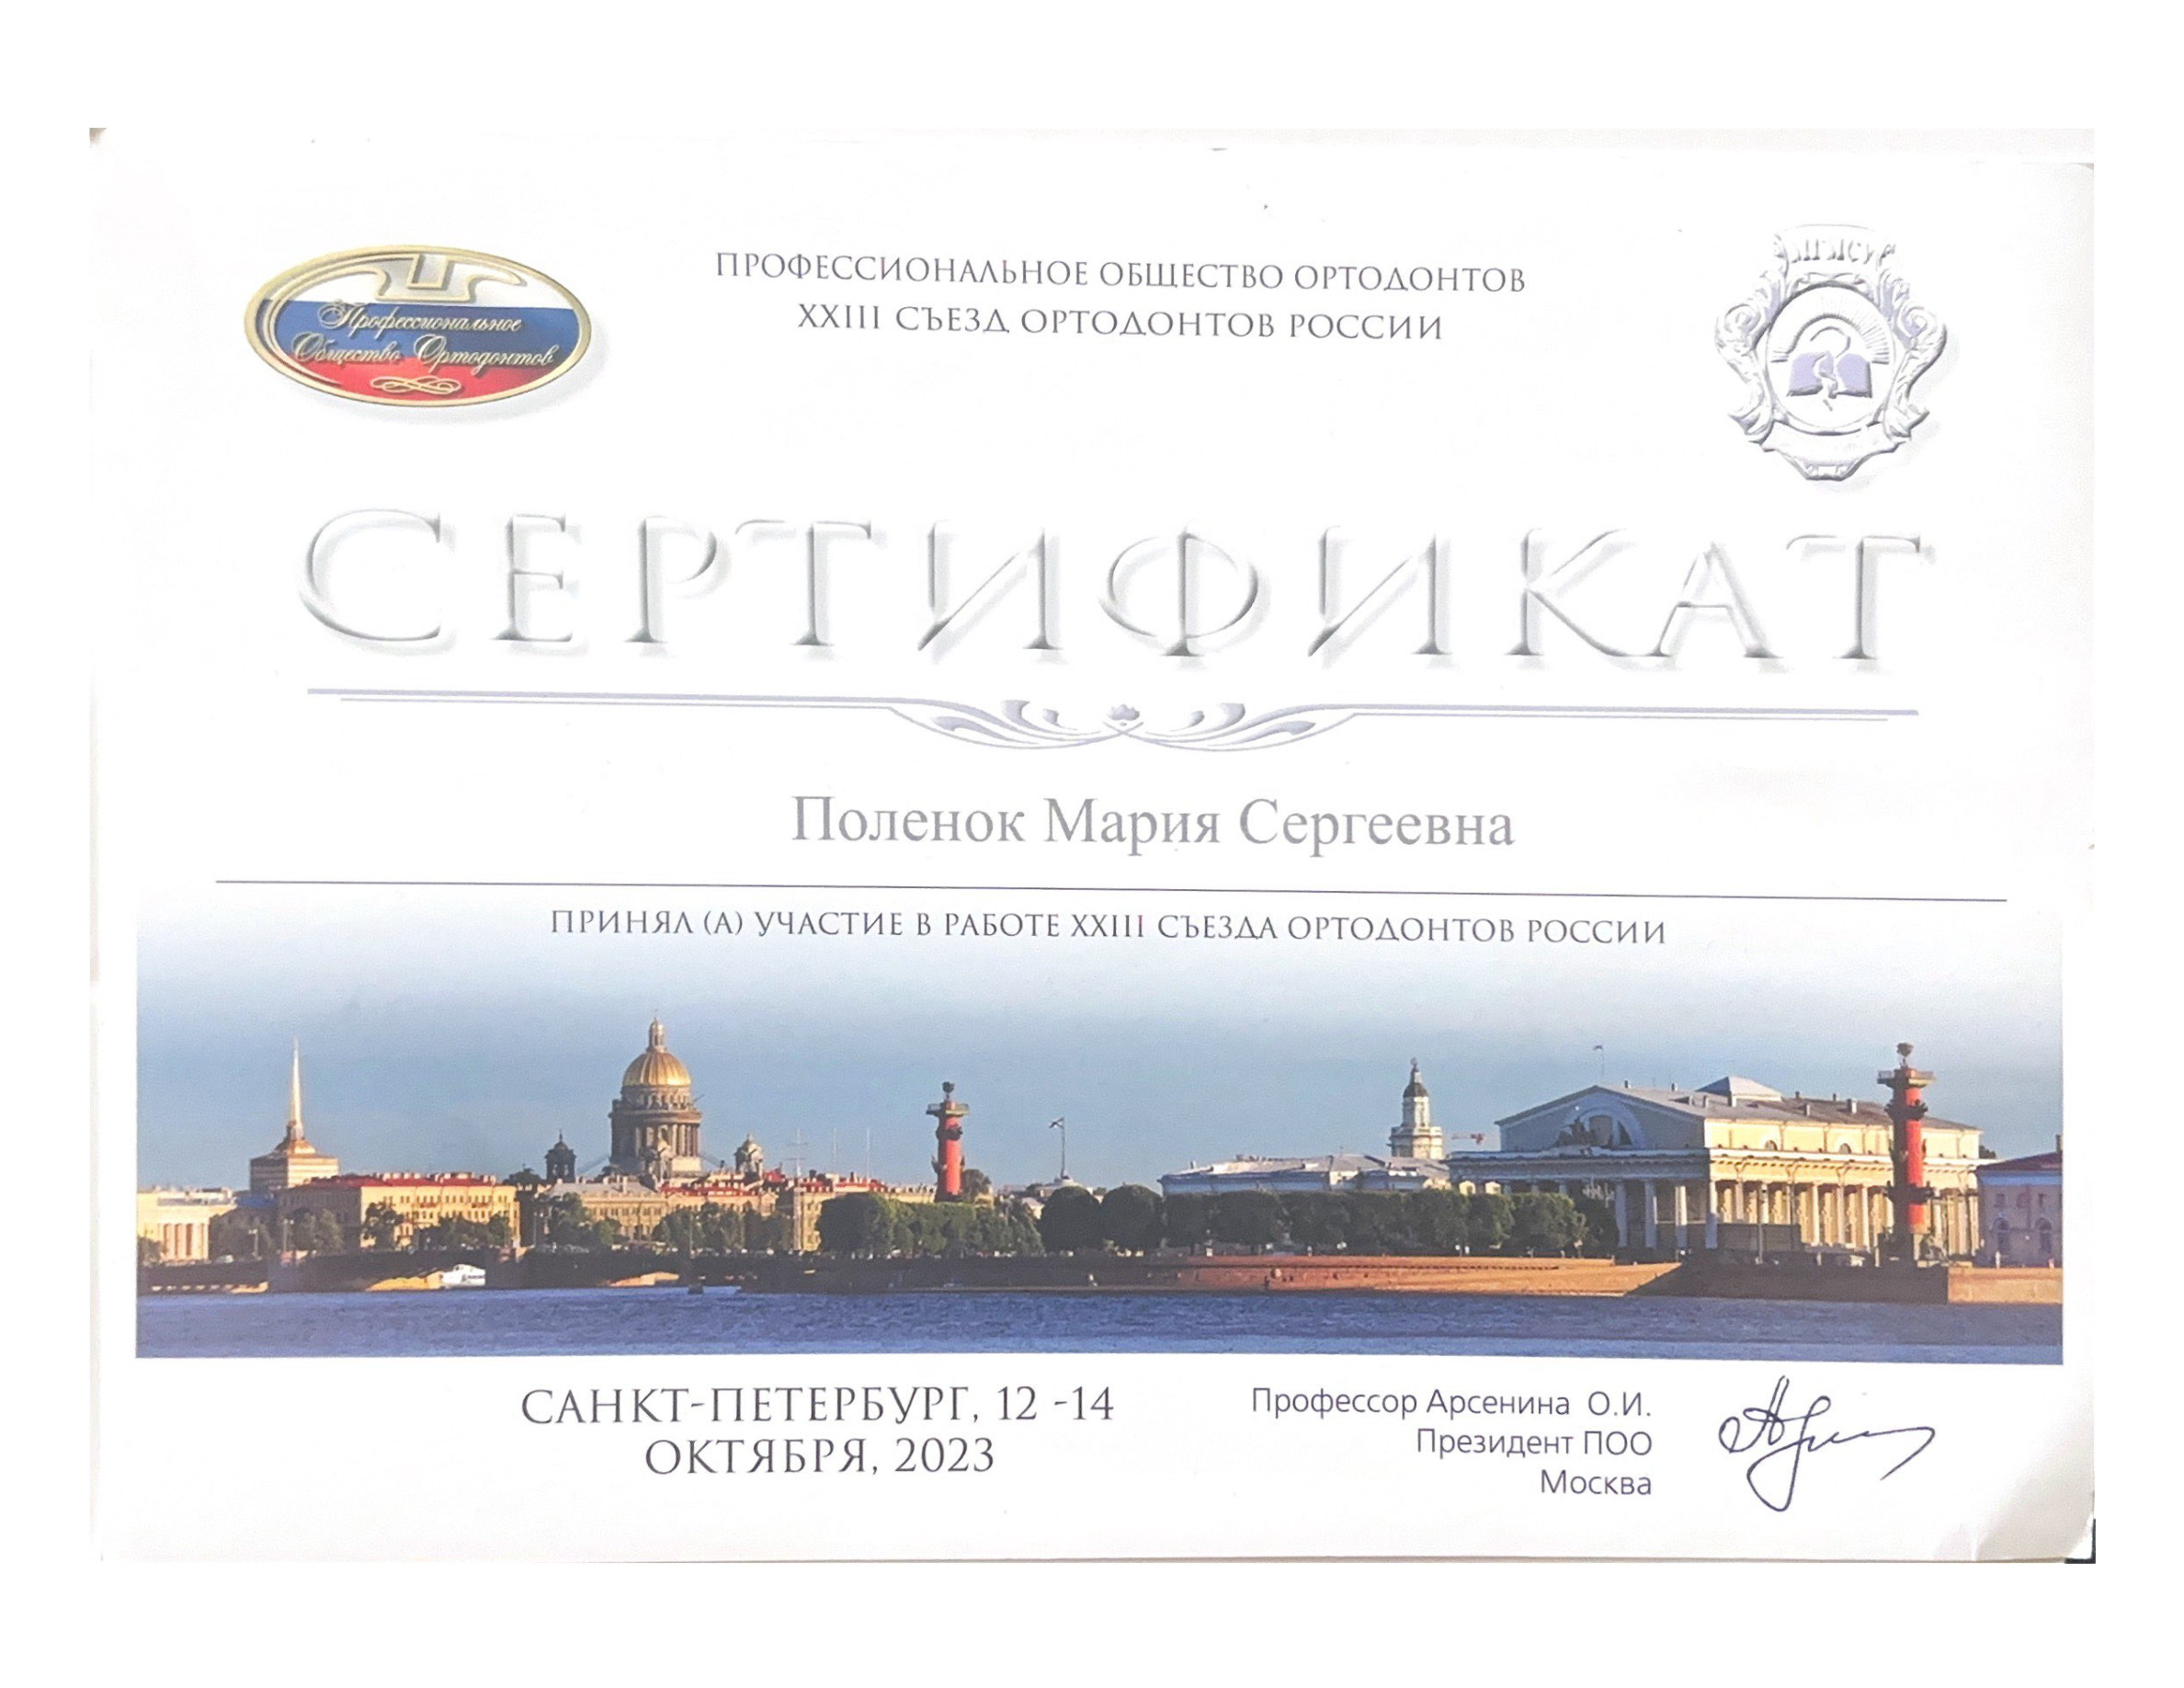 Профессиональное
Общество Ортодонтов
ПРОФЕССИОНАЛЬНОЕ ОБЩЕСТВО ОРТОДОНТОВ
XXIII СЪЕЗД ОРТОДОНТОВ РОССИИ
МГМСУ
СЕРТИФИКАТ
Поленок Мария Сергеевна
ПРИНЯЛ (А) УЧАСТИЕ В РАБОТЕ XXIII СЪЕЗДА ОРТОДОНТОВ РОССИИ
САНКТ-ПЕТЕРБУРГ, 12 -14
ОКТЯБРЯ, 2023
Профессор Арсенина О.И.
Президент ПОО
Москва